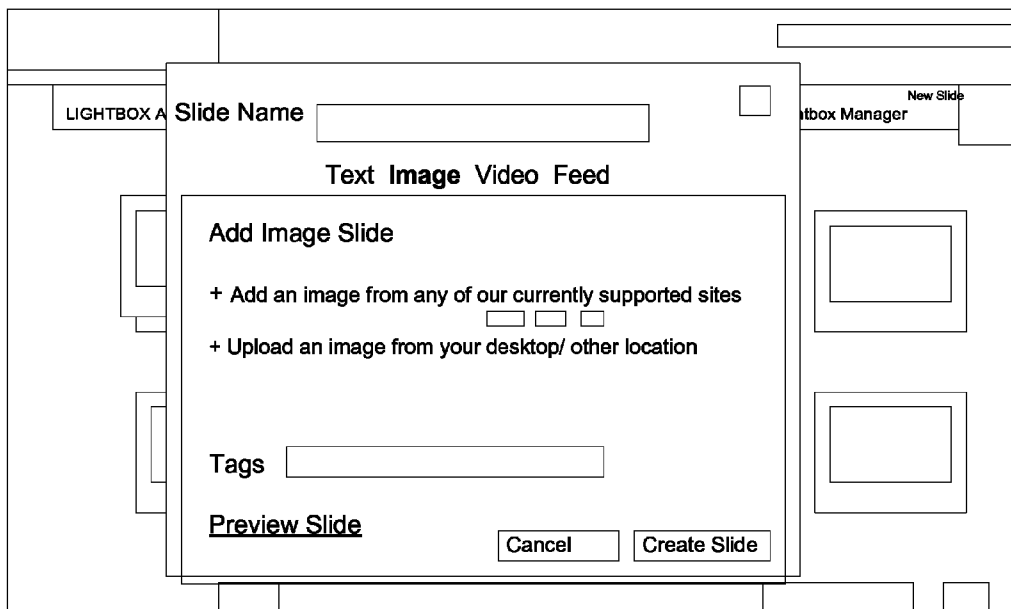 New Slide
LIGHTBOX A
Slide Name
tbox Manager
Text Image Video Feed
Add Image Slide
+ Add an image from any of our currently supported sites
+ Upload an image from your desktop/ other location
Tags
Preview Slide
Cancel
Create Slide